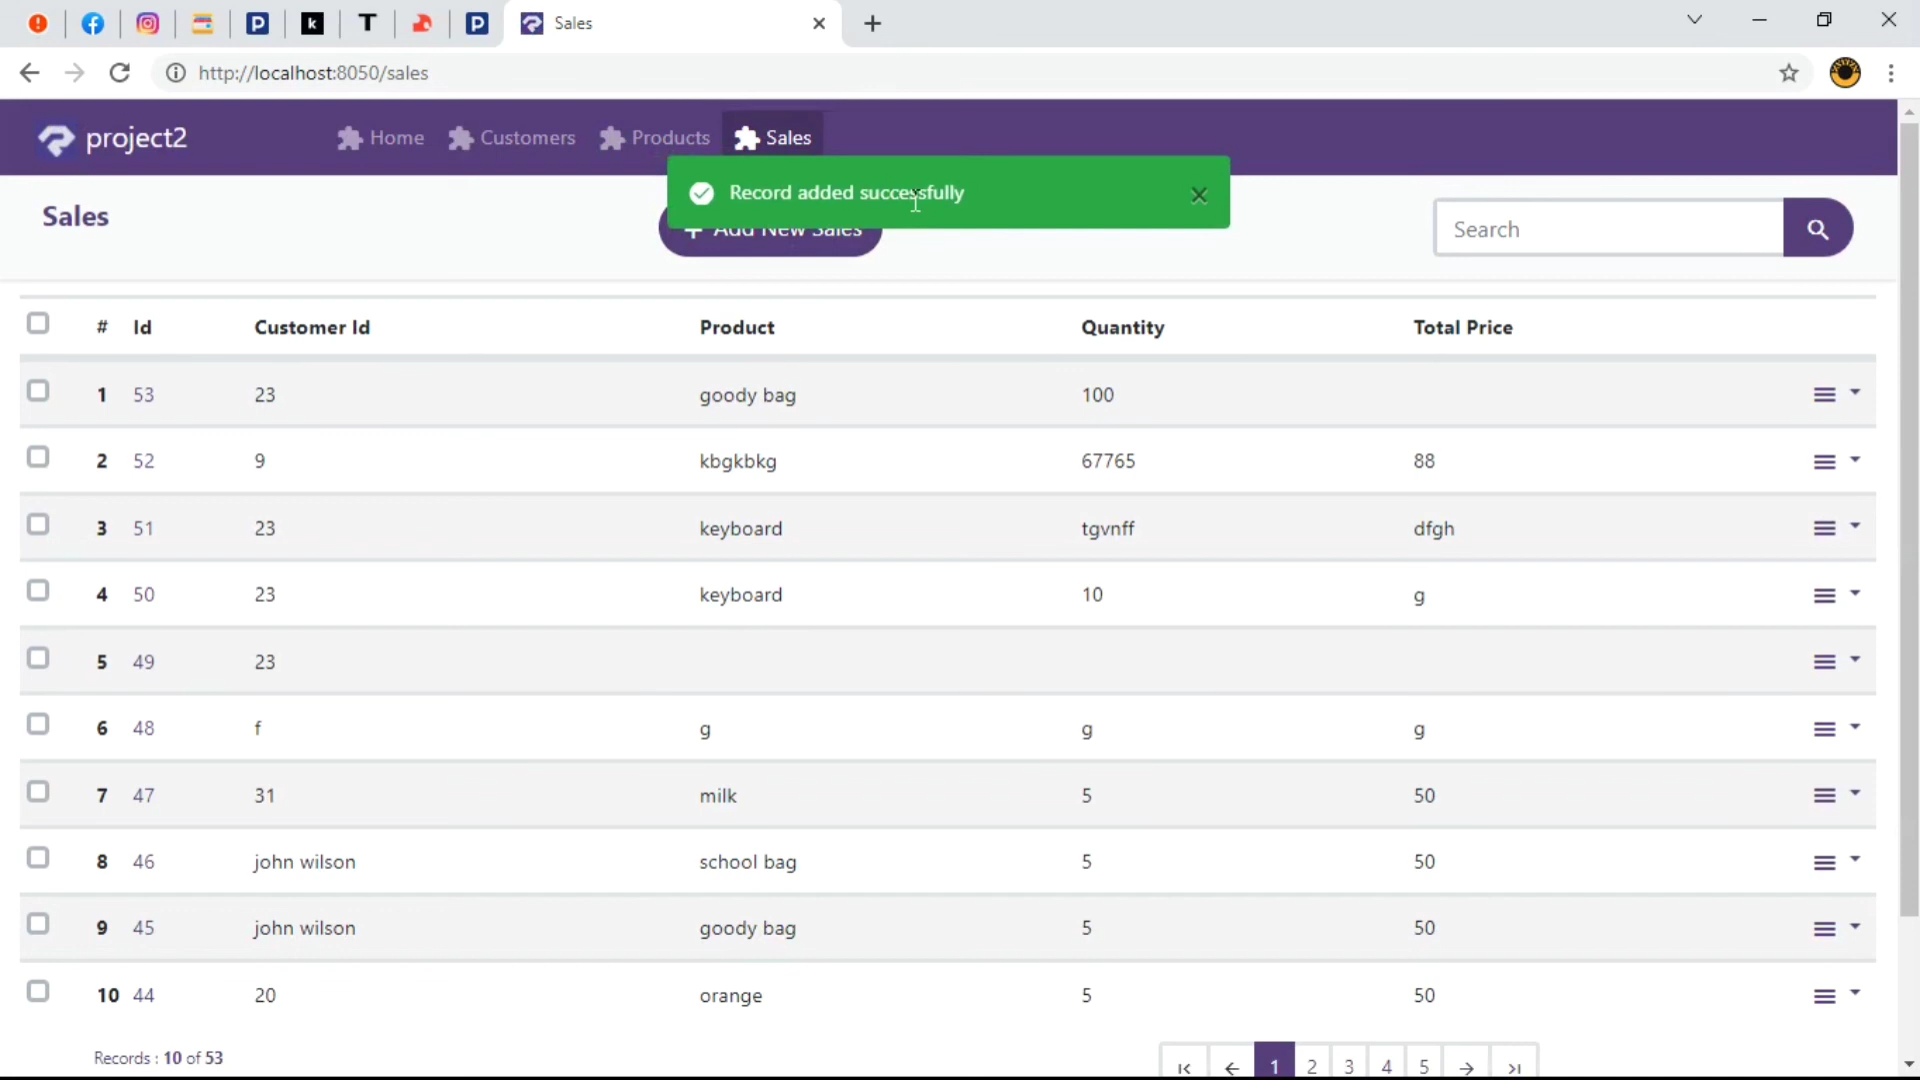 Sales
http://localhost:8050/sales
project2 Home Customers Products Sales
Record added successfully
Sales
+ Add New Sales
Search
# Id Customer Id Product Quantity Total Price
1 53 23 goody bag 100
2 52 9 kbgkbkg 67765 88
3 51 23 keyboard tgvnff dfgh
4 50 23 keyboard 10 g
5 49 23
6 48 f g g g
7 47 31 milk 5 50
8 46 john wilson school bag 5 50
9 45 john wilson goody bag 5 50
10 44 20 orange 5 50
Records : 10 of 53
1 2 3 4 5